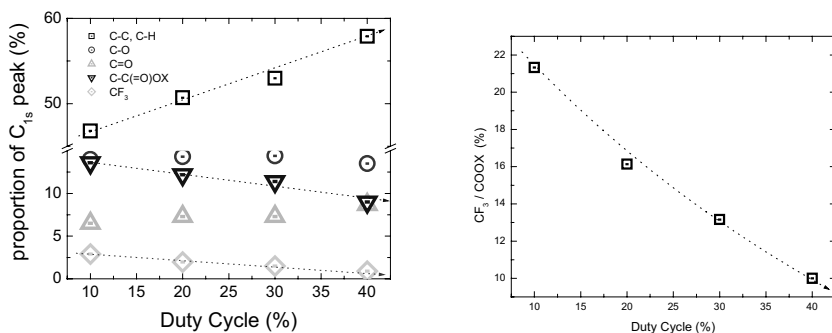 proportion of C1s peak (%)
60
50
10
5
0
C-C, C-H
C-O
C=O
C-C(=O)OX
CF3
10 15 20 25 30 35 40
Duty Cycle (%)
CF3 / COOX (%)
22
20
18
16
14
12
10
10 15 20 25 30 35 40
Duty Cycle (%)